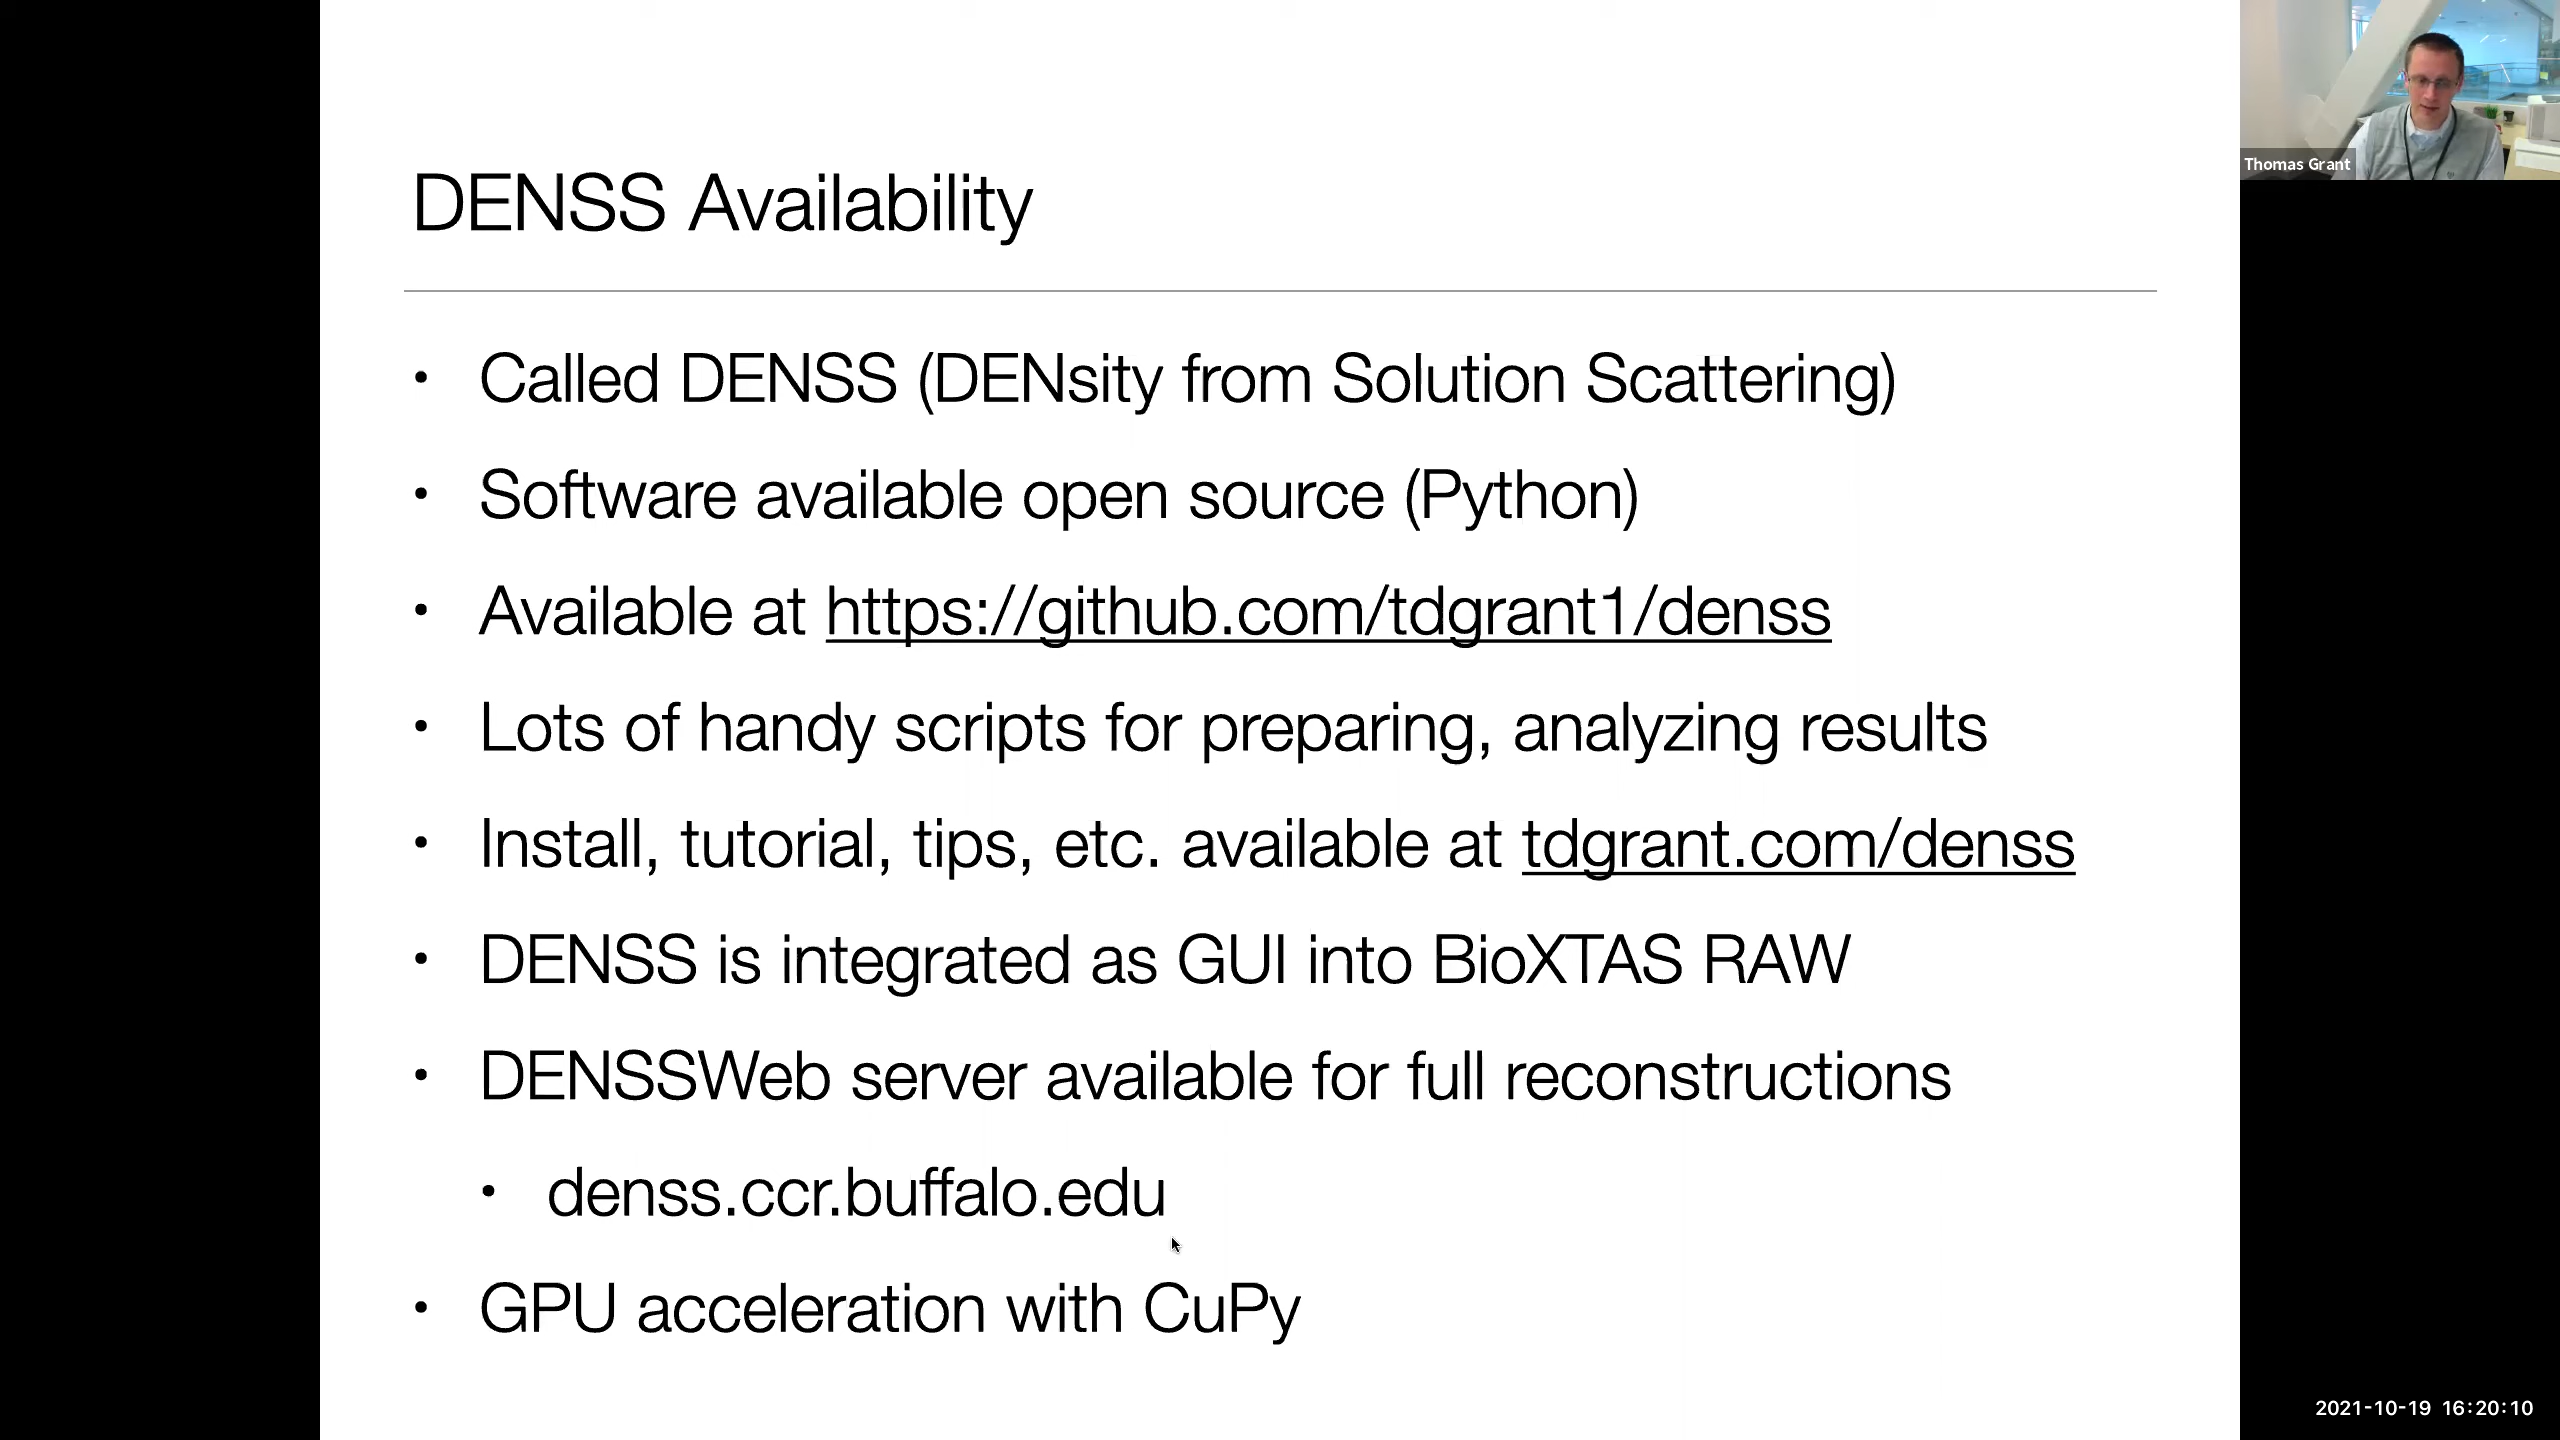 DENSS Availability
• Called DENSS (DENsity from Solution Scattering)
• Software available open source (Python)
• Available at https://github.com/tdgrant1/denss
• Lots of handy scripts for preparing, analyzing results
• Install, tutorial, tips, etc. available at tdgrant.com/denss
• DENSS is integrated as GUI into BioXTAS RAW
• DENSSWeb server available for full reconstructions
• denss.ccr.buffalo.edu
• GPU acceleration with CuPy
Thomas Grant
2021-10-19 16:20:10